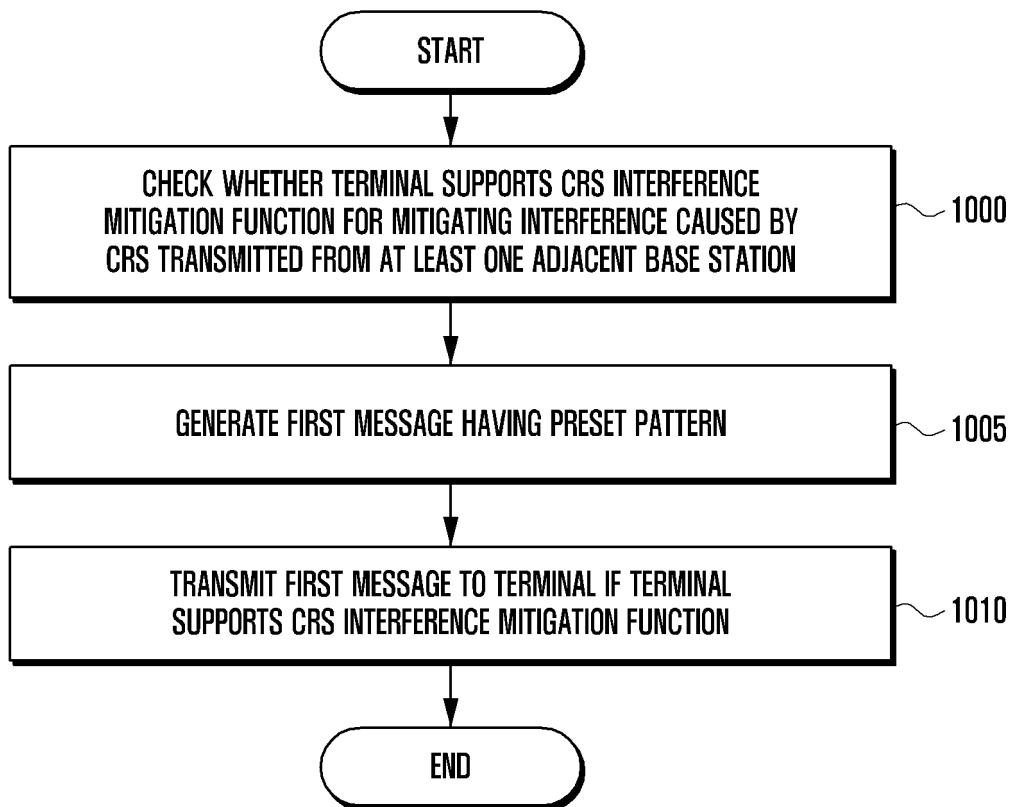 START
CHECK WHETHER TERMINAL SUPPORTS CRS INTERFERENCE
MITIGATION FUNCTION FOR MITIGATING INTERFERENCE CAUSED BY
CRS TRANSMITTED FROM AT LEAST ONE ADJACENT BASE STATION
1000
GENERATE FIRST MESSAGE HAVING PRESET PATTERN
1005
TRANSMIT FIRST MESSAGE TO TERMINAL IF TERMINAL
SUPPORTS CRS INTERFERENCE MITIGATION FUNCTION
1010
END